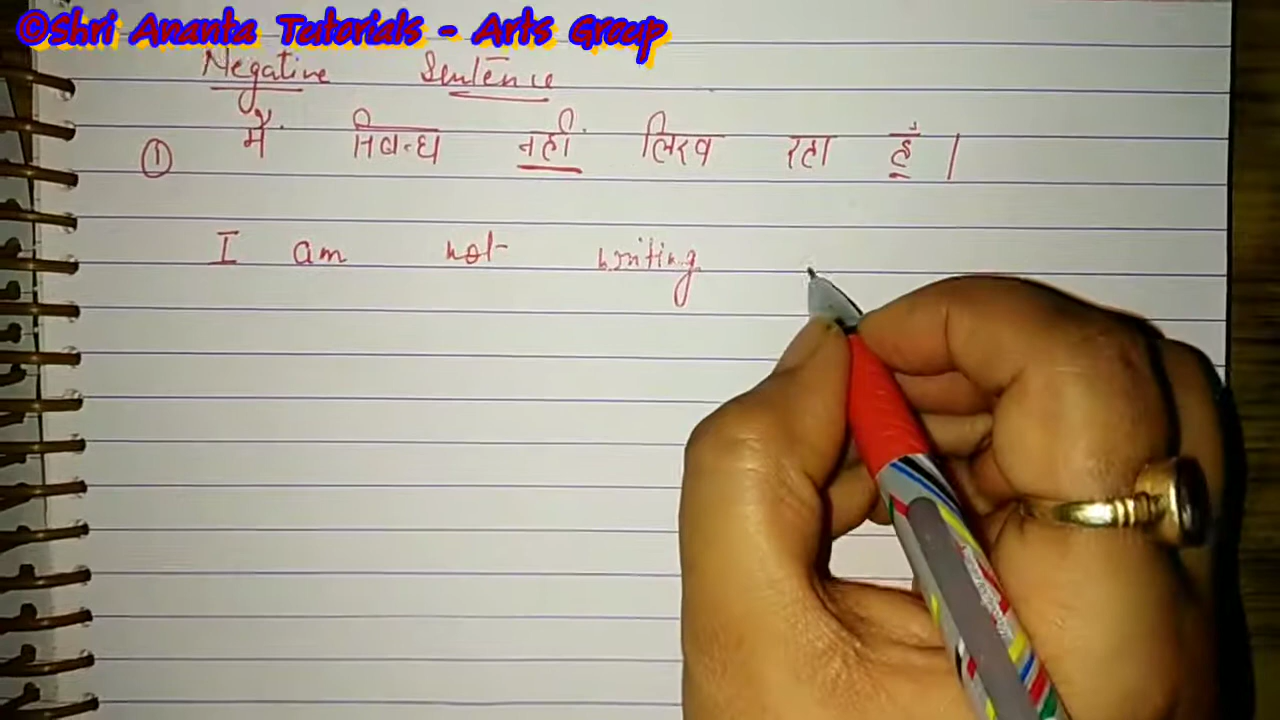 ©Shri Ananta Tutorials - Arts Group
Negative Sentence
① मैं निबन्ध नहीं लिख रहा हूँ |
I am not writing